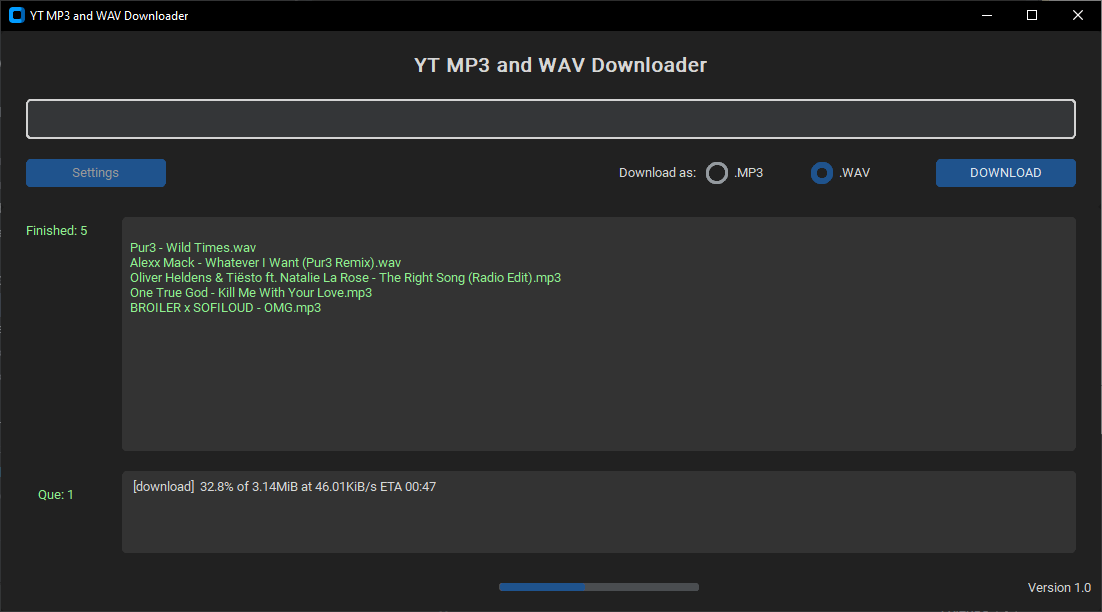 YT MP3 and WAV Downloader
YT MP3 and WAV Downloader
Settings
Download as: .MP3 .WAV
DOWNLOAD
Finished: 5
Pur3 - Wild Times.wav
Alexx Mack - Whatever I Want (Pur3 Remix).wav
Oliver Heldens & Tiësto ft. Natalie La Rose - The Right Song (Radio Edit).mp3
One True God - Kill Me With Your Love.mp3
BROILER x SOFILOUD - OMG.mp3
Que: 1
[download] 32.8% of 3.14MiB at 46.01KiB/s ETA 00:47
Version 1.0